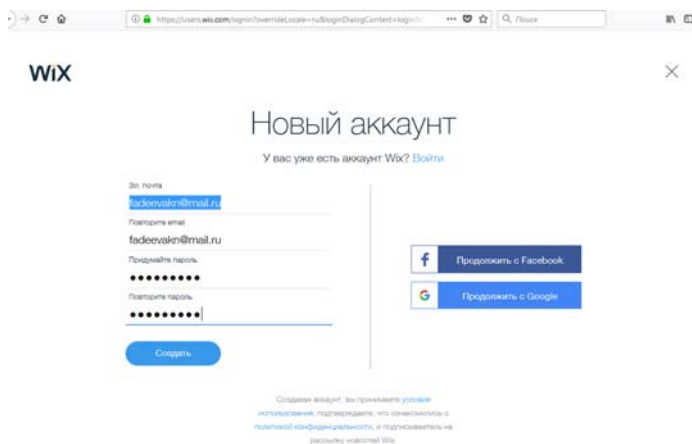 https://users.wix.com/signin?overrideLocale=ru&loginDialogContext=login
Поиск
WiX
Новый аккаунт
У вас уже есть аккаунт Wix? Войти
Эл. почта
fadeevakn@mail.ru
Повторите email
fadeevakn@mail.ru
Придумайте пароль
Повторите пароль
Создать
Продолжить с Facebook
Продолжить с Google
Создавая аккаунт, вы принимаете условия
использования, подтверждаете, что ознакомились с
политикой конфиденциальности, и подписываетесь на
рассылку новостей Wix.